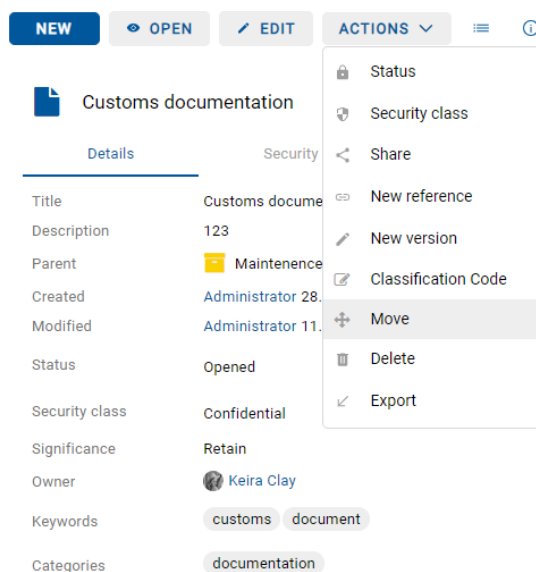 NEW OPEN EDIT ACTIONS
Status
Customs documentation
Security class
Details Security
Share
Title Customs docume
New reference
Description 123
New version
Parent Maintenence
Classification Code
Created Administrator 28.
Move
Modified Administrator 11.
Delete
Status Opened
Export
Security class Confidential
Significance Retain
Owner Keira Clay
Keywords customs document
Categories documentation